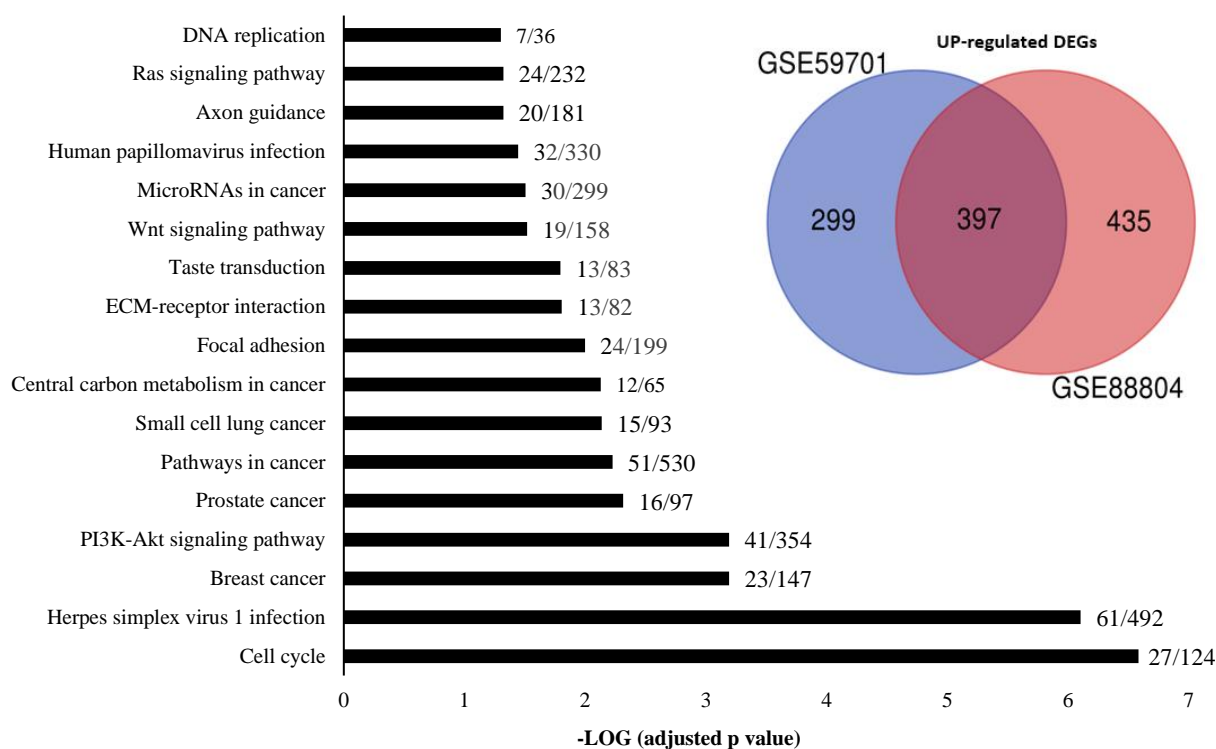 DNA replication 7/36
Ras signaling pathway 24/232
Axon guidance 20/181
Human papillomavirus infection 32/330
MicroRNAs in cancer 30/299
Wnt signaling pathway 19/158
Taste transduction 13/83
ECM-receptor interaction 13/82
Focal adhesion 24/199
Central carbon metabolism in cancer 12/65
Small cell lung cancer 15/93
Pathways in cancer 51/530
Prostate cancer 16/97
PI3K-Akt signaling pathway 41/354
Breast cancer 23/147
Herpes simplex virus 1 infection 61/492
Cell cycle 27/124
0 1 2 3 4 5 6 7
-LOG (adjusted p value)
UP-regulated DEGs
GSE59701
299 397 435
GSE88804